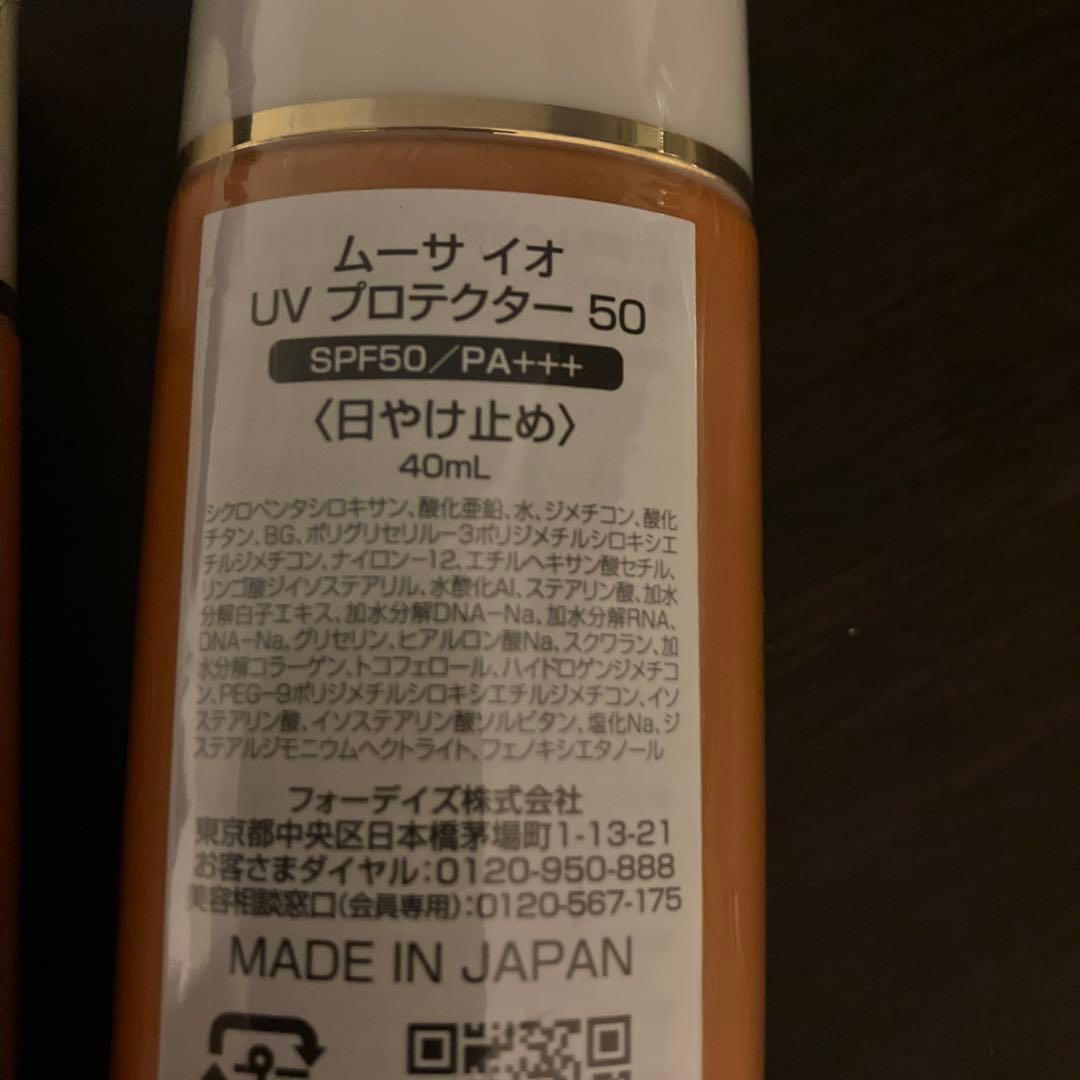 ムーサ イオ
UV プロテクター 50
SPF50／PA+++
〈日やけ止め〉
40mL
シクロペンタシロキサン、酸化亜鉛、水、ジメチコン、酸化
チタン、BG、ポリグリセリル－3ポリジメチルシロキシエ
チルジメチコン、ナイロン－12、エチルヘキサン酸セチル、
リンゴ酸ジイソステアリル、水酸化Al、ステアリン酸、加水
分解白子エキス、加水分解DNA－Na、加水分解RNA、
DNA－Na、グリセリン、ヒアルロン酸Na、スクワラン、加
水分解コラーゲン、トコフェロール、ハイドロゲンジメチコ
ン、PEG－9ポリジメチルシロキシエチルジメチコン、イソ
ステアリン酸、イソステアリン酸ソルビタン、塩化Na、ジ
ステアルジモニウムヘクトライト、フェノキシエタノール
フォーデイズ株式会社
東京都中央区日本橋茅場町1-13-21
お客さまダイヤル：0120-950-888
美容相談窓口（会員専用）：0120-567-175
MADE IN JAPAN